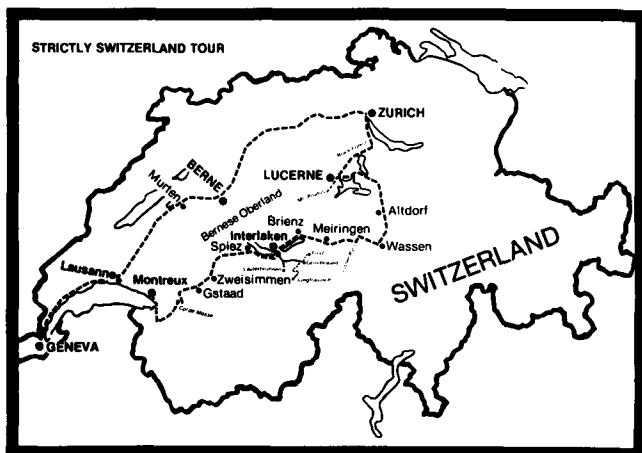 STRICTLY SWITZERLAND TOUR
ZURICH
LUCERNE
BERNE
Murten
Bernese Oberland
Altdorf
Brienz
Interlaken
Meiringen
Spiez
Wassen
SWITZERLAND
Lausanne
Montreux
Zweisimmen
Gstaad
GENEVA